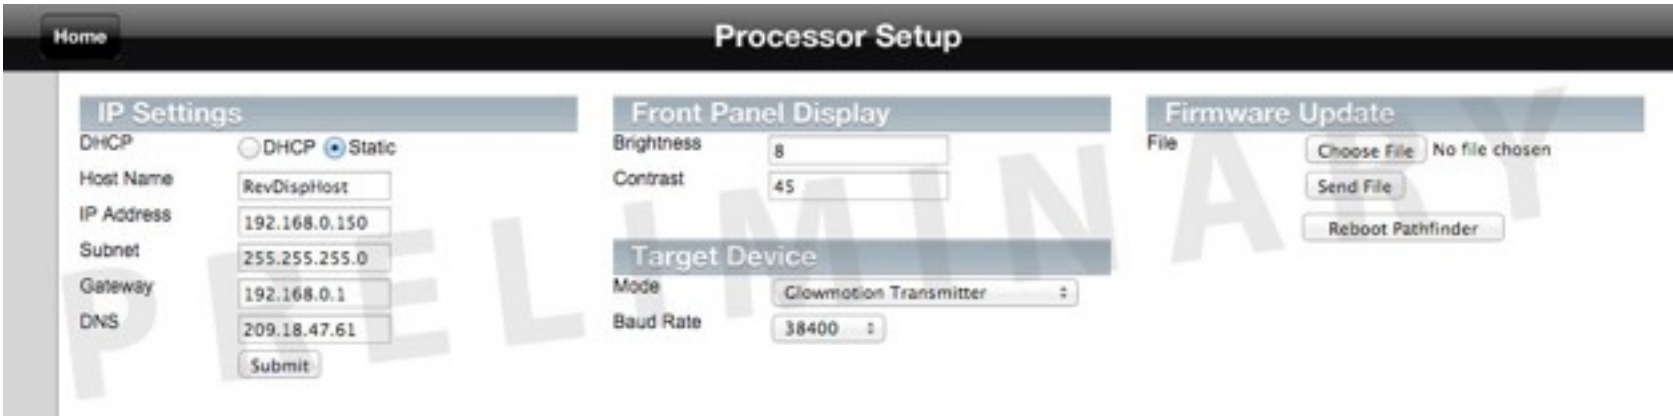 Home
Processor Setup
IP Settings
DHCP DHCP Static
Host Name RevDispHost
IP Address 192.168.0.150
Subnet 255.255.255.0
Gateway 192.168.0.1
DNS 209.18.47.61
Submit
Front Panel Display
Brightness 8
Contrast 45
Target Device
Mode Glowmotion Transmitter
Baud Rate 38400
Firmware Update
File Choose File No file chosen
Send File
Reboot Pathfinder
PRELIMINARY